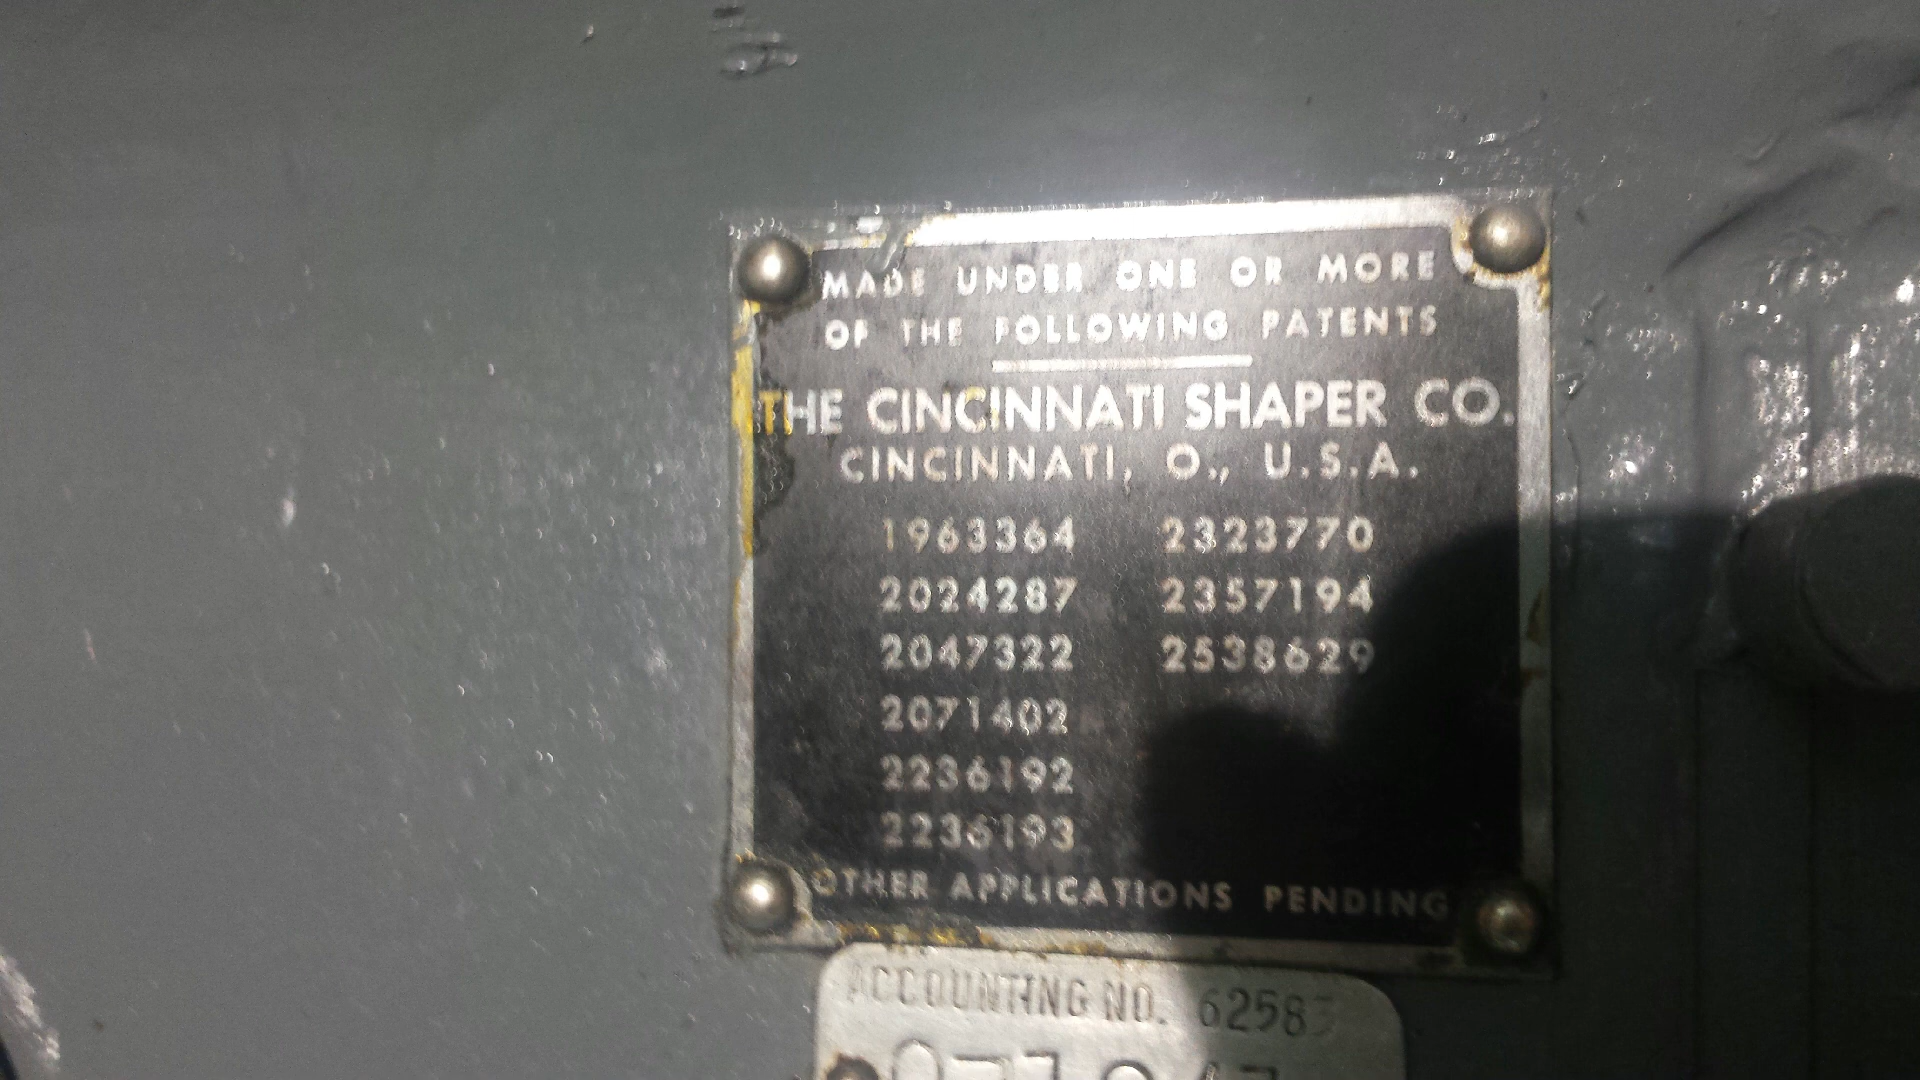 MADE UNDER ONE OR MORE
OF THE FOLLOWING PATENTS
THE CINCINNATI SHAPER CO.
CINCINNATI, O., U.S.A.
1963364 2323770
2024287 2357194
2047322 2538629
2071402
2236192
2236193
OTHER APPLICATIONS PENDING
ACCOUNTING NO.